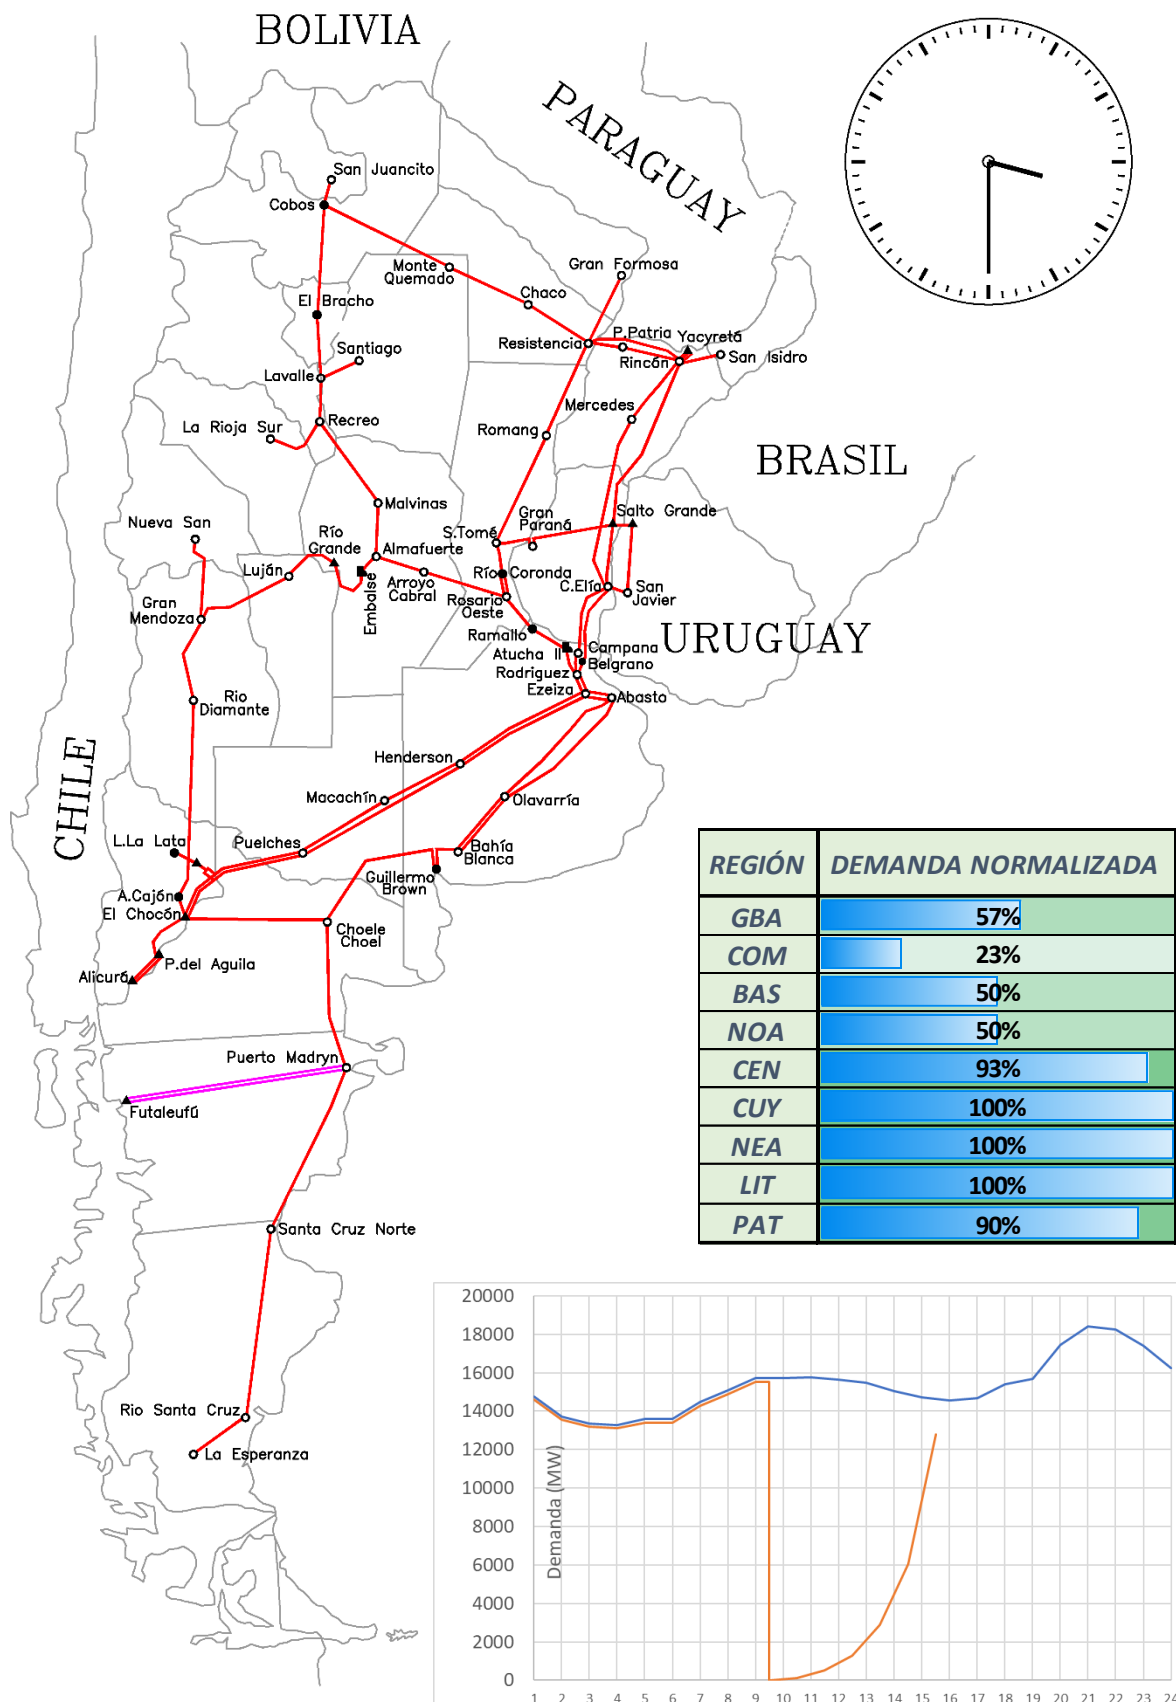 BOLIVIA
PARAGUAY
San Juancito
Cobos
Monte
Quemado
Gran Formosa
Chaco
El Bracho
P.Patria
Yacyretá
Resistencia
Santiago
Rincón
San Isidro
Lavalle
Mercedes
La Rioja Sur
Recreo
Romang
BRASIL
Malvinas
Gran
Paraná
Salto Grande
Nueva San
Río
Grande
S.Tomé
Almafuerte
Luján
Embalse
Arroyo
Cabral
Río Coronda
C.Elía
San
Javier
Gran
Mendoza
Rosario
Oeste
Ramallo
URUGUAY
Atucha II
Campana
Belgrano
Rodriguez
Ezeiza
Abasto
Rio
Diamante
CHILE
Henderson
Macachín
Olavarría
L.La Lata
Puelches
Bahía
Blanca
Guillermo
Brown
A.Cajón
El Chocón
Choele
Choel
P.del Aguila
Alicurá
Puerto Madryn
Futaleufú
Santa Cruz Norte
Rio Santa Cruz
La Esperanza
REGIÓN DEMANDA NORMALIZADA
GBA 57%
COM 23%
BAS 50%
NOA 50%
CEN 93%
CUY 100%
NEA 100%
LIT 100%
PAT 90%
20000
18000
16000
14000
12000
10000
8000
6000
4000
2000
0
Demanda (MW)
1 2 3 4 5 6 7 8 9 10 11 12 13 14 15 16 17 18 19 20 21 22 23 24